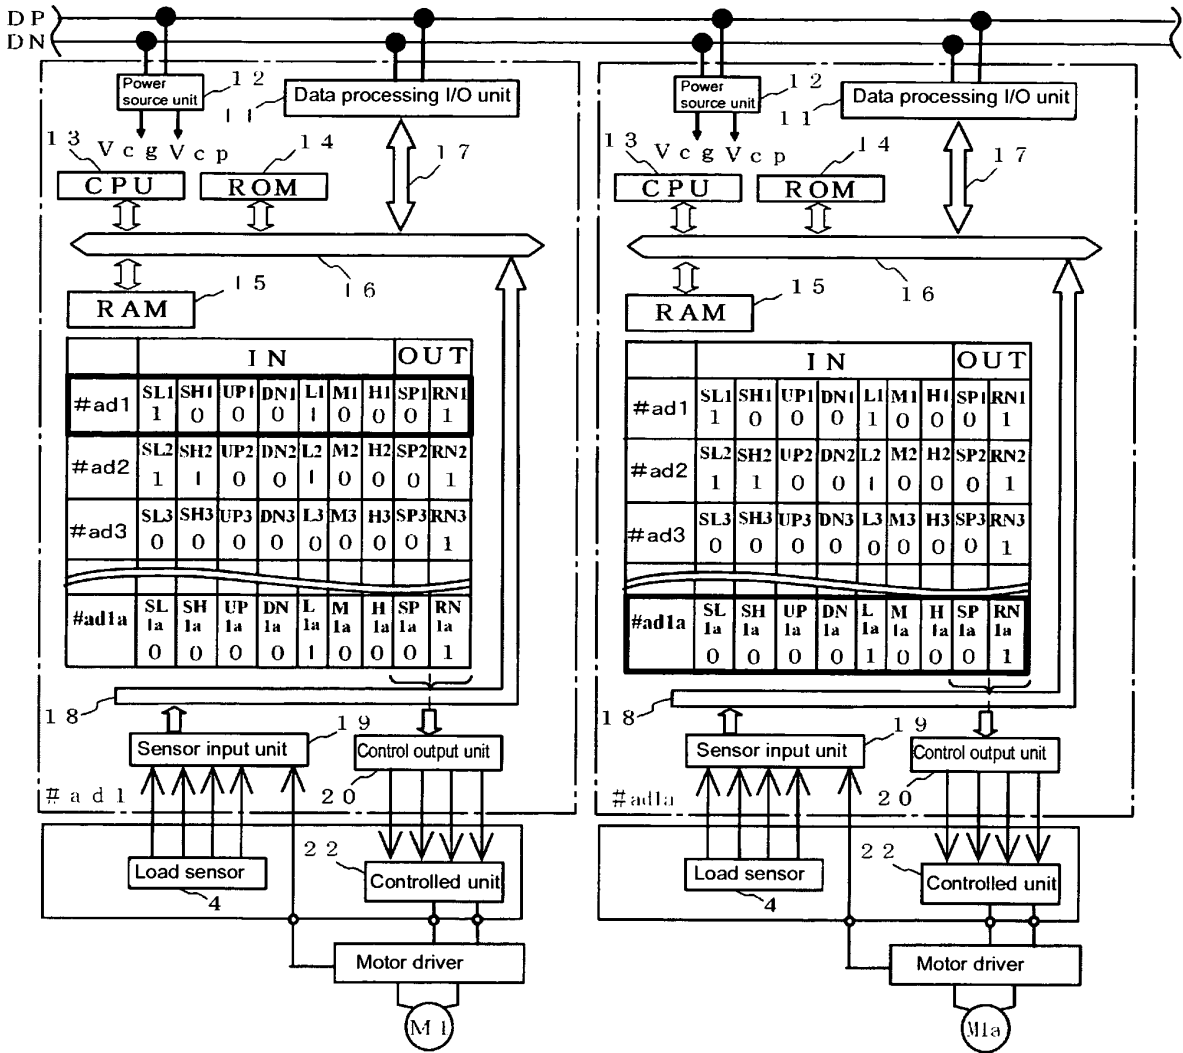 DP
DN
Power source unit
12
Data processing I/O unit
11
13
Vcg Vcp
14
17
CPU
ROM
15
16
RAM
IN OUT
#ad1 SL1 SH1 UP1 DN1 L1 M1 H1 SP1 RN1
1 0 0 0 1 0 0 0 1
#ad2 SL2 SH2 UP2 DN2 L2 M2 H2 SP2 RN2
1 1 0 0 1 0 0 0 1
#ad3 SL3 SH3 UP3 DN3 L3 M3 H3 SP3 RN3
0 0 0 0 0 0 0 0 1
#ad1a SL SH UP DN L M H SP RN
1a 1a 1a 1a 1a 1a 1a 1a 1a
0 0 0 0 1 0 0 0 1
18
19
Sensor input unit
Control output unit
20
#ad1
22
Load sensor
4
Controlled unit
Motor driver
M1
Power source unit
12
Data processing I/O unit
11
13
Vcg Vcp
14
17
CPU
ROM
15
16
RAM
IN OUT
#ad1 SL1 SH1 UP1 DN1 L1 M1 H1 SP1 RN1
1 0 0 0 1 0 0 0 1
#ad2 SL2 SH2 UP2 DN2 L2 M2 H2 SP2 RN2
1 1 0 0 1 0 0 0 1
#ad3 SL3 SH3 UP3 DN3 L3 M3 H3 SP3 RN3
0 0 0 0 0 0 0 0 1
#ad1a SL SH UP DN L M H SP RN
1a 1a 1a 1a 1a 1a 1a 1a 1a
0 0 0 0 1 0 0 0 1
18
19
Sensor input unit
Control output unit
20
#ad1a
22
Load sensor
4
Controlled unit
Motor driver
M1a